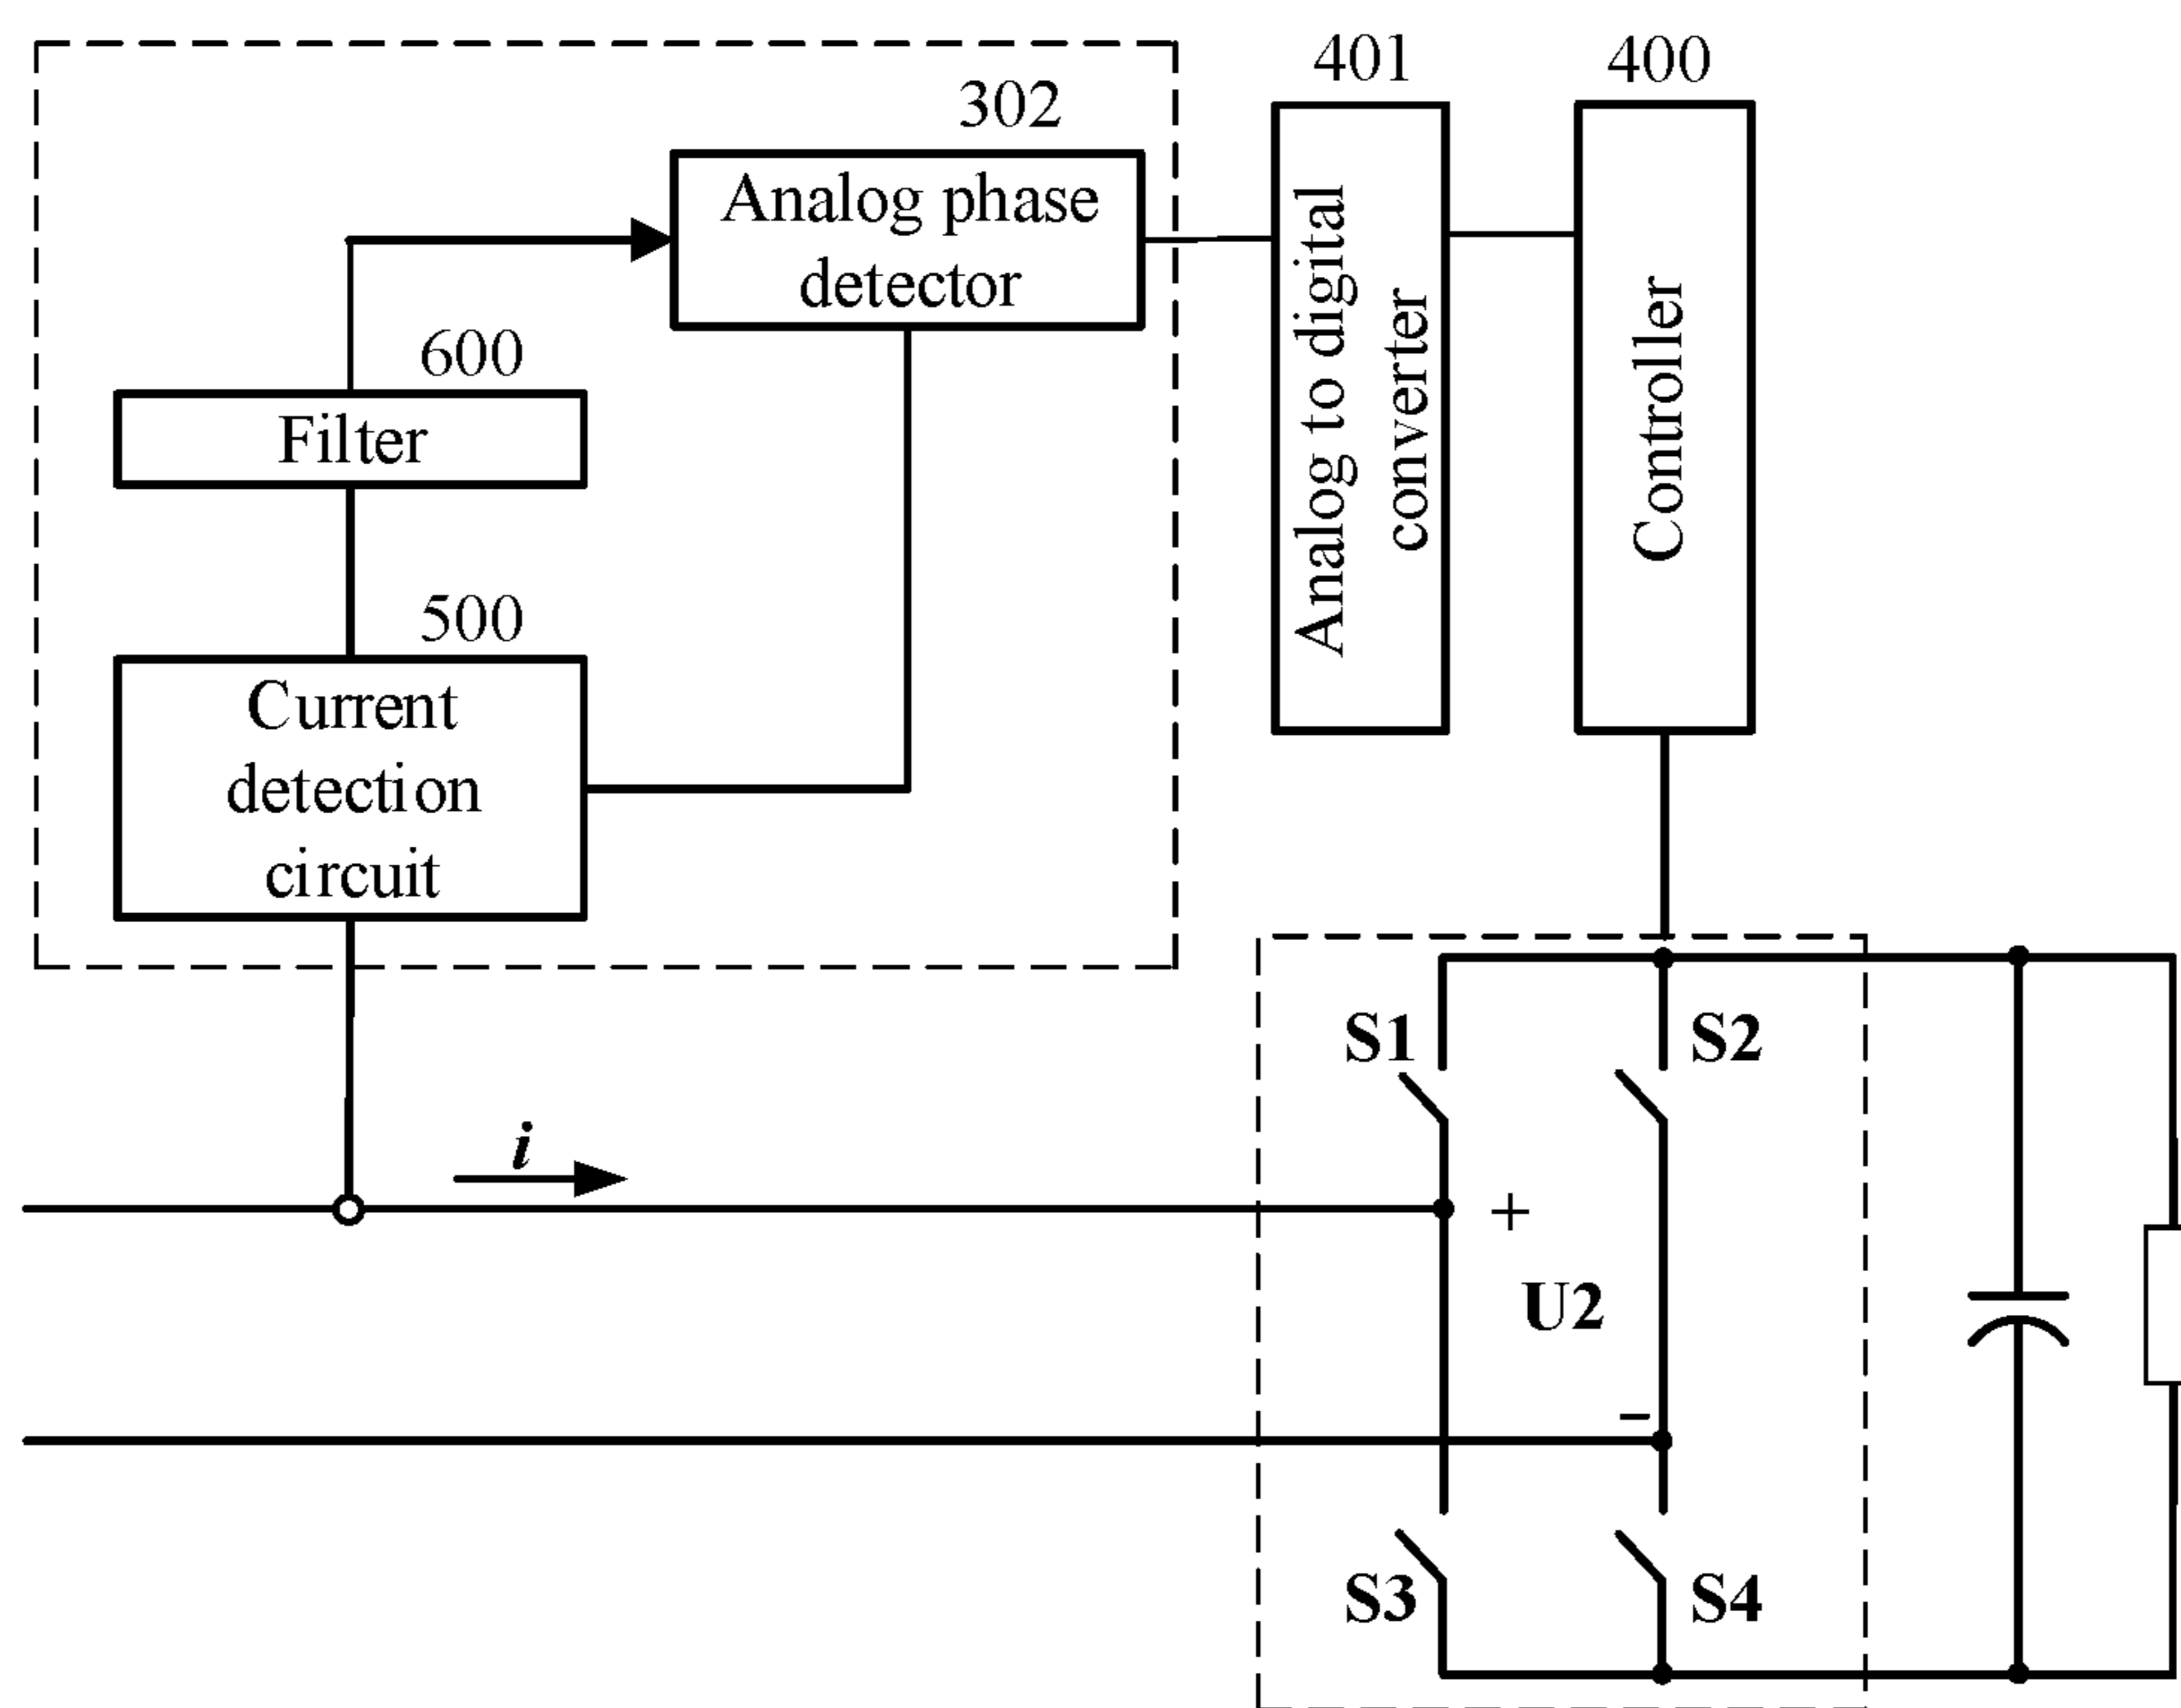 401
400
302
Analog phase
detector
Analog to digital
converter
Controller
600
Filter
500
Current
detection
circuit
i
S1
S2
+
U2
−
S3
S4